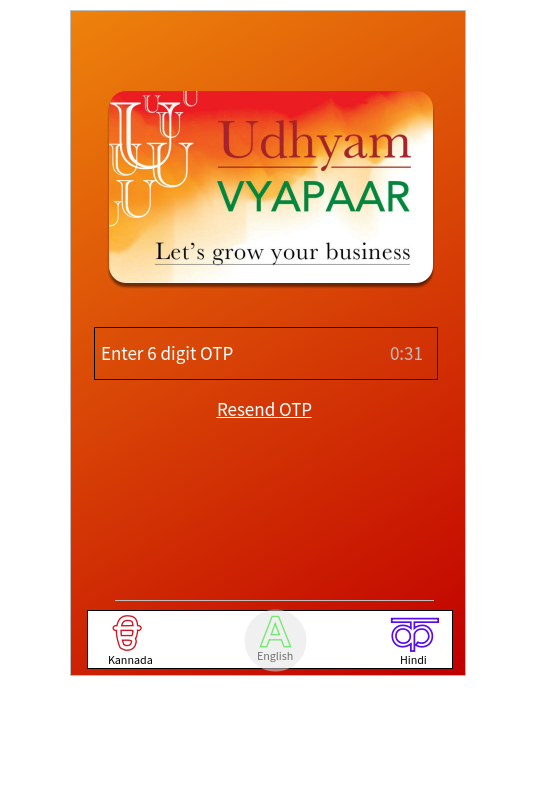 Udhyam
VYAPAAR
Let's grow your business
Enter 6 digit OTP 0:31
Resend OTP
A क
Kannada English Hindi